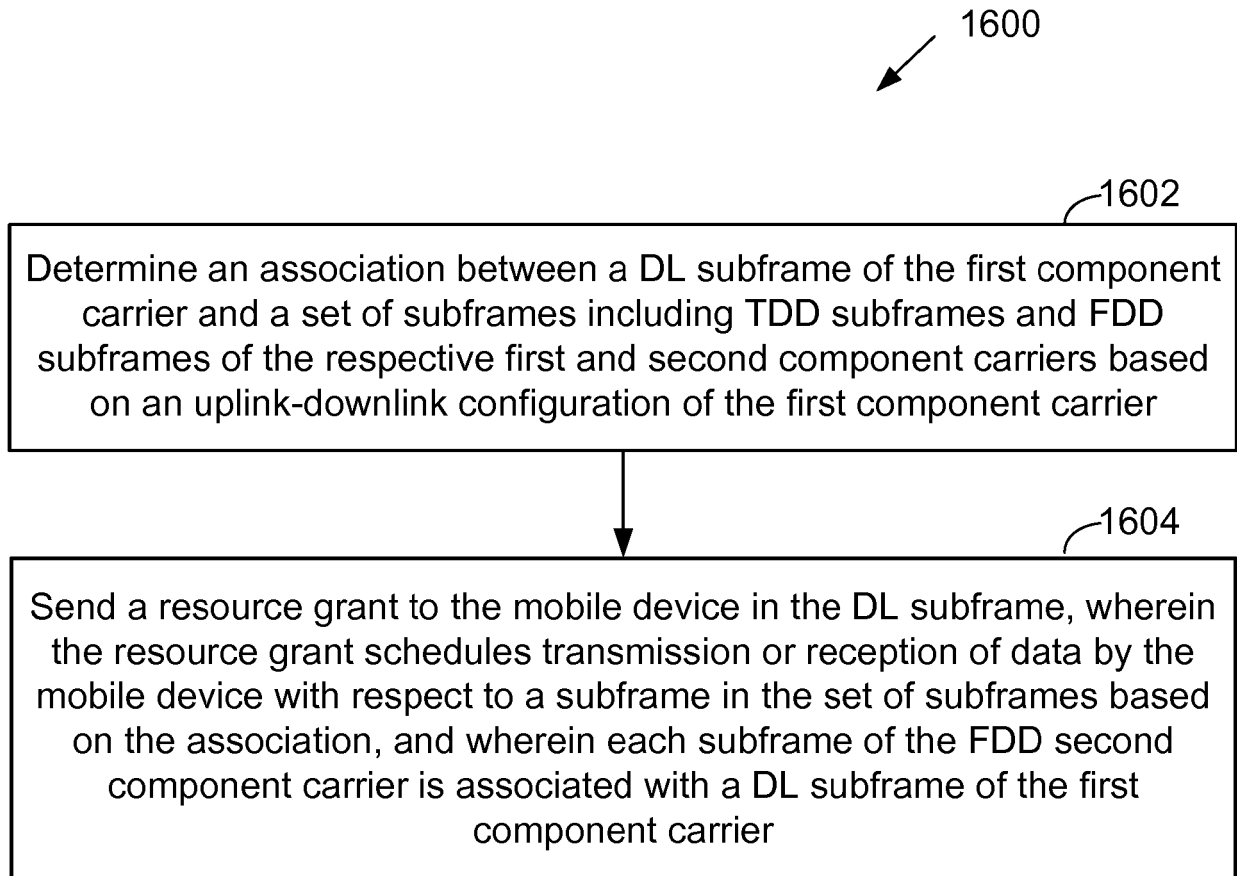 1600
1602
Determine an association between a DL subframe of the first component
carrier and a set of subframes including TDD subframes and FDD
subframes of the respective first and second component carriers based
on an uplink-downlink configuration of the first component carrier
1604
Send a resource grant to the mobile device in the DL subframe, wherein
the resource grant schedules transmission or reception of data by the
mobile device with respect to a subframe in the set of subframes based
on the association, and wherein each subframe of the FDD second
component carrier is associated with a DL subframe of the first
component carrier